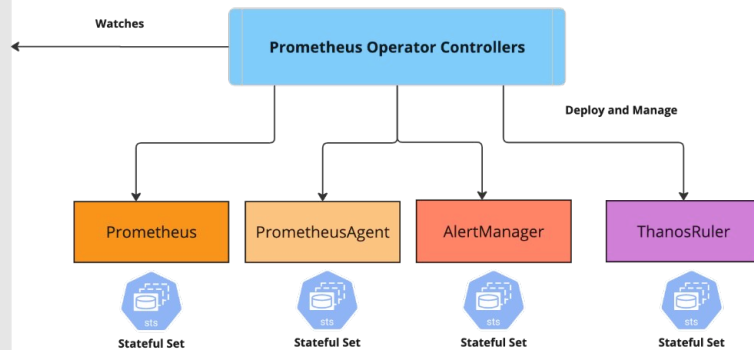 Watches
Prometheus Operator Controllers
Deploy and Manage
Prometheus
PrometheusAgent
AlertManager
ThanosRuler
sts
sts
sts
sts
Stateful Set
Stateful Set
Stateful Set
Stateful Set